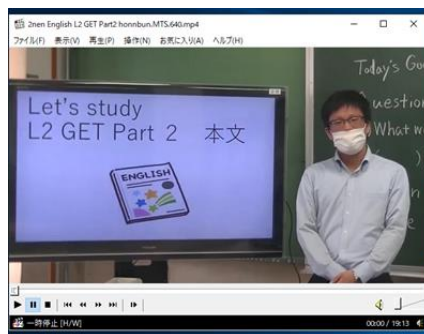 2nen English L2 GET Part2 honnbun.MTS.640.mp4
ファイル(F) 表示(V) 再生(P) 操作(N) お気に入り(A) ヘルプ(H)
Let's study
L2 GET Part 2 本文
ENGLISH
Today's Go
uestion
What w
)
n
e
一時停止 [H/W]
00:00 / 19:13